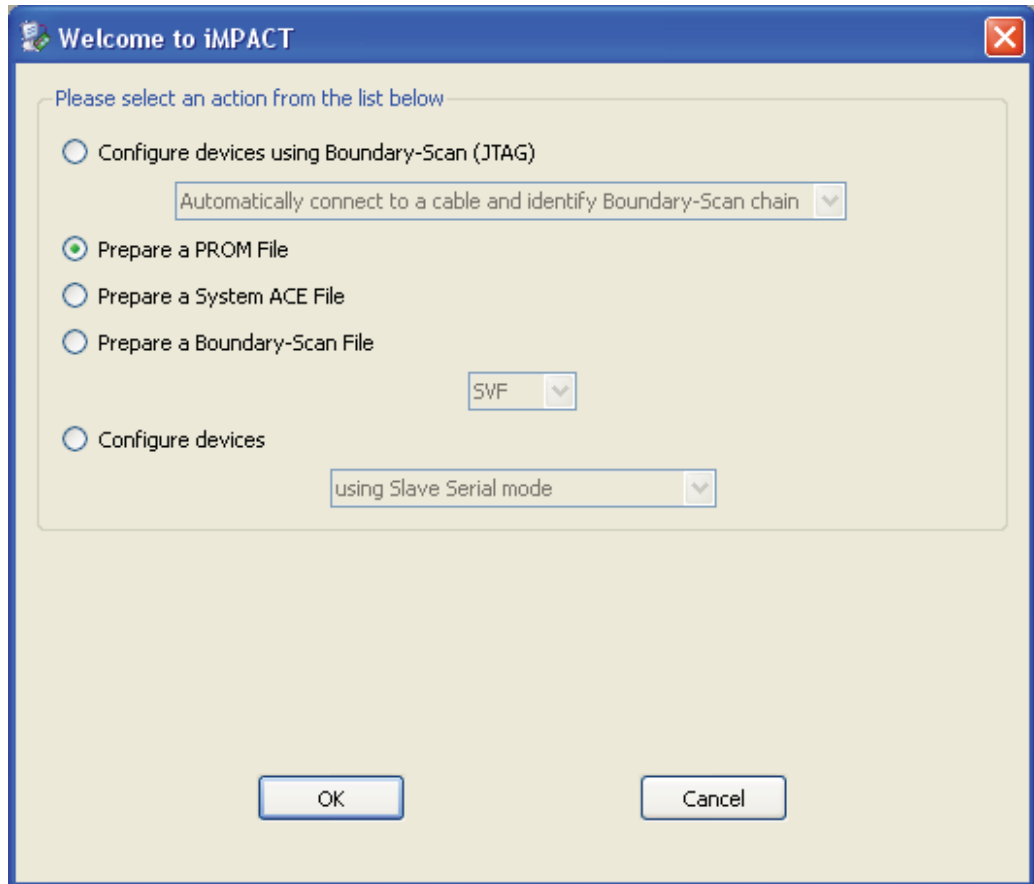 Welcome to iMPACT
Please select an action from the list below
Configure devices using Boundary-Scan (JTAG)
Automatically connect to a cable and identify Boundary-Scan chain
Prepare a PROM File
Prepare a System ACE File
Prepare a Boundary-Scan File
SVF
Configure devices
using Slave Serial mode
OK
Cancel